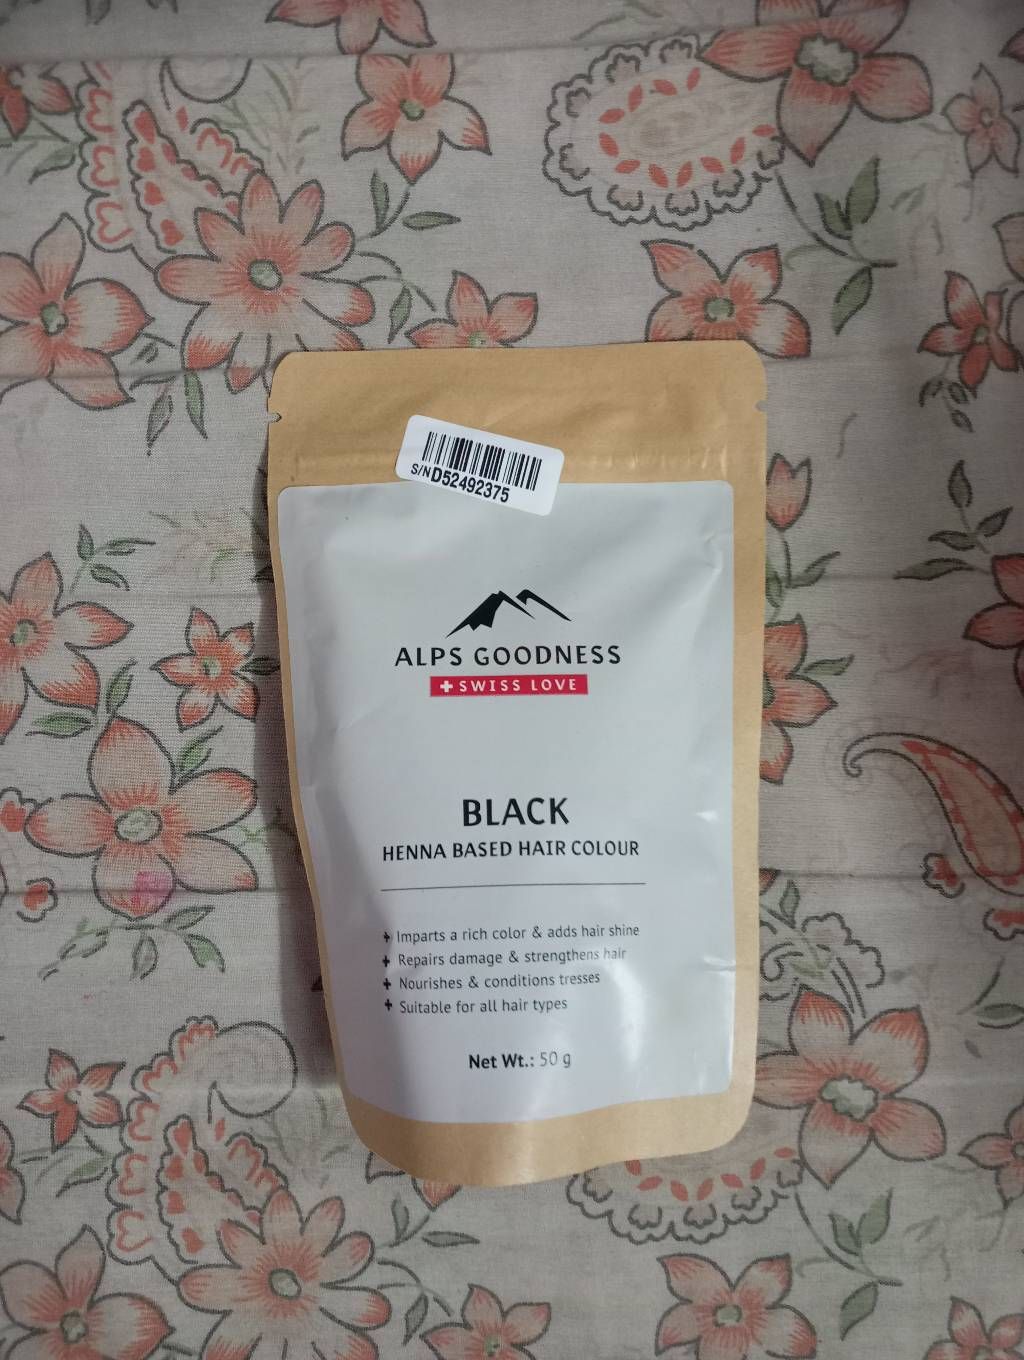 S/N D52492375
ALPS GOODNESS
SWISS LOVE
BLACK
HENNA BASED HAIR COLOUR
Imparts a rich color & adds hair shine
Repairs damage & strengthens hair
Nourishes & conditions tresses
Suitable for all hair types
Net Wt.: 50 g